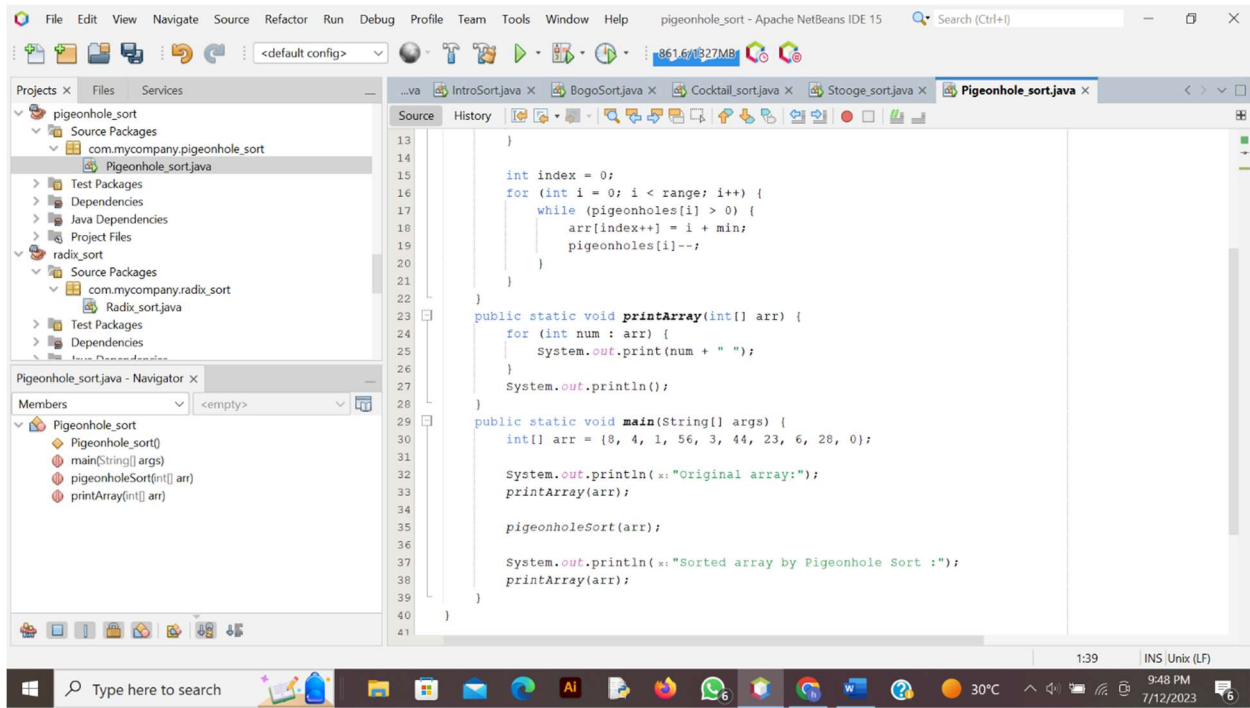 File Edit View Navigate Source Refactor Run Debug Profile Team Tools Window Help pigeonhole_sort - Apache NetBeans IDE 15 Search (Ctrl+I)
<default config> 861.6/1327MB
Projects Files Services
...va IntroSort.java BogoSort.java Cocktail_sort.java Stooge_sort.java Pigeonhole_sort.java
Source History
pigeonhole_sort
Source Packages
com.mycompany.pigeonhole_sort
Pigeonhole_sort.java
Test Packages
Dependencies
Java Dependencies
Project Files
radix_sort
Source Packages
com.mycompany.radix_sort
Radix_sort.java
Test Packages
Dependencies
Java Dependencies
Pigeonhole_sort.java - Navigator
Members <empty>
Pigeonhole_sort
Pigeonhole_sort()
main(String[] args)
pigeonholeSort(int[] arr)
printArray(int[] arr)
13 }
14
15 int index = 0;
16 for (int i = 0; i < range; i++) {
17 while (pigeonholes[i] > 0) {
18 arr[index++] = i + min;
19 pigeonholes[i]--;
20 }
21 }
22 }
23 public static void printArray(int[] arr) {
24 for (int num : arr) {
25 System.out.print(num + " ");
26 }
27 System.out.println();
28 }
29 public static void main(String[] args) {
30 int[] arr = {8, 4, 1, 56, 3, 44, 23, 6, 28, 0};
31
32 System.out.println( x: "Original array:");
33 printArray(arr);
34
35 pigeonholeSort(arr);
36
37 System.out.println( x: "Sorted array by Pigeonhole Sort :");
38 printArray(arr);
39 }
40 }
41
1:39 INS Unix (LF)
Type here to search Ai 6 30°C 9:48 PM
7/12/2023 6